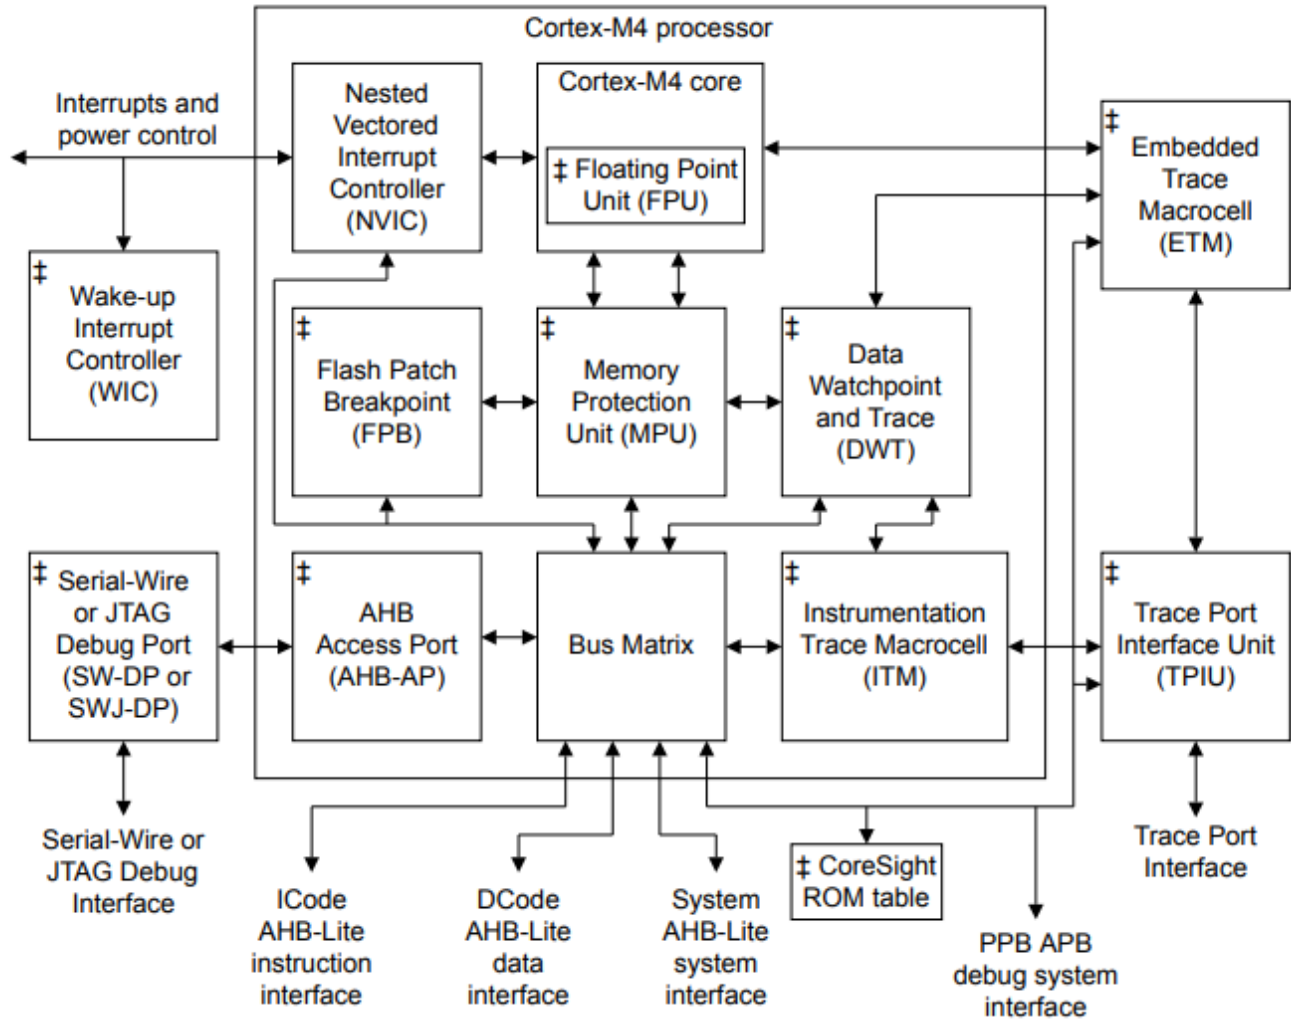 Cortex-M4 processor
Interrupts and
power control
Nested
Vectored
Interrupt
Controller
(NVIC)
Cortex-M4 core
‡ Floating Point
Unit (FPU)
‡
Embedded
Trace
Macrocell
(ETM)
‡
Wake-up
Interrupt
Controller
(WIC)
‡
Flash Patch
Breakpoint
(FPB)
‡
Memory
Protection
Unit (MPU)
‡
Data
Watchpoint
and Trace
(DWT)
‡
Serial-Wire
or JTAG
Debug Port
(SW-DP or
SWJ-DP)
‡
AHB
Access Port
(AHB-AP)
Bus Matrix
‡
Instrumentation
Trace Macrocell
(ITM)
‡
Trace Port
Interface Unit
(TPIU)
Serial-Wire or
JTAG Debug
Interface
ICode
AHB-Lite
instruction
interface
DCode
AHB-Lite
data
interface
System
AHB-Lite
system
interface
‡ CoreSight
ROM table
PPB APB
debug system
interface
Trace Port
Interface